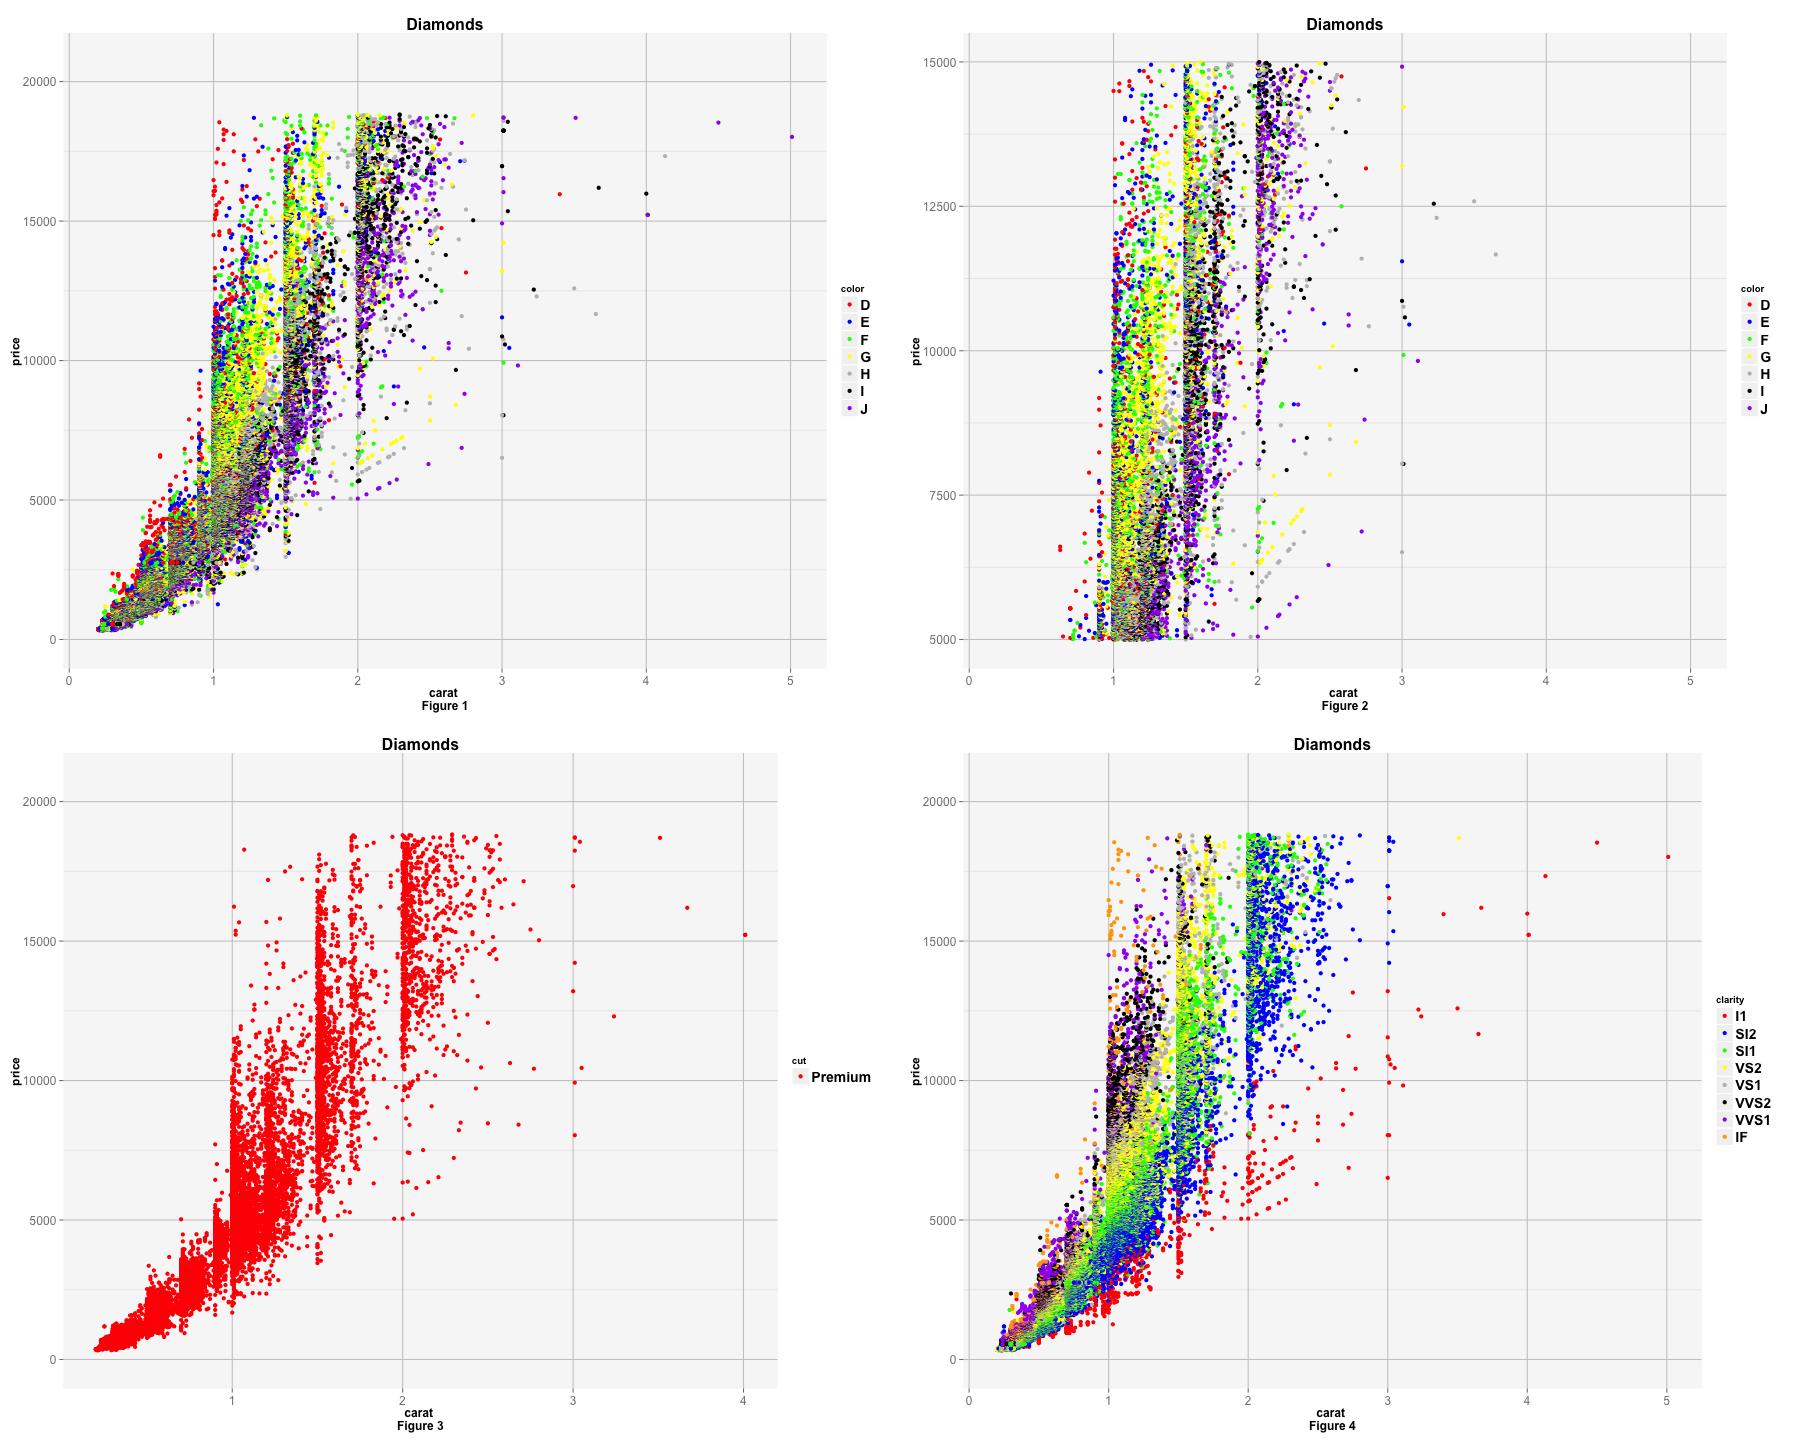 Diamonds
20000
15000
10000
5000
0
price
0 1 2 3 4 5
carat
Figure 1
color
D
E
F
G
H
I
J
Diamonds
15000
12500
10000
7500
5000
price
0 1 2 3 4 5
carat
Figure 2
color
D
E
F
G
H
I
J
Diamonds
20000
15000
10000
5000
0
price
1 2 3 4
carat
Figure 3
cut
Premium
Diamonds
20000
15000
10000
5000
0
price
0 1 2 3 4 5
carat
Figure 4
clarity
I1
SI2
SI1
VS2
VS1
VVS2
VVS1
IF